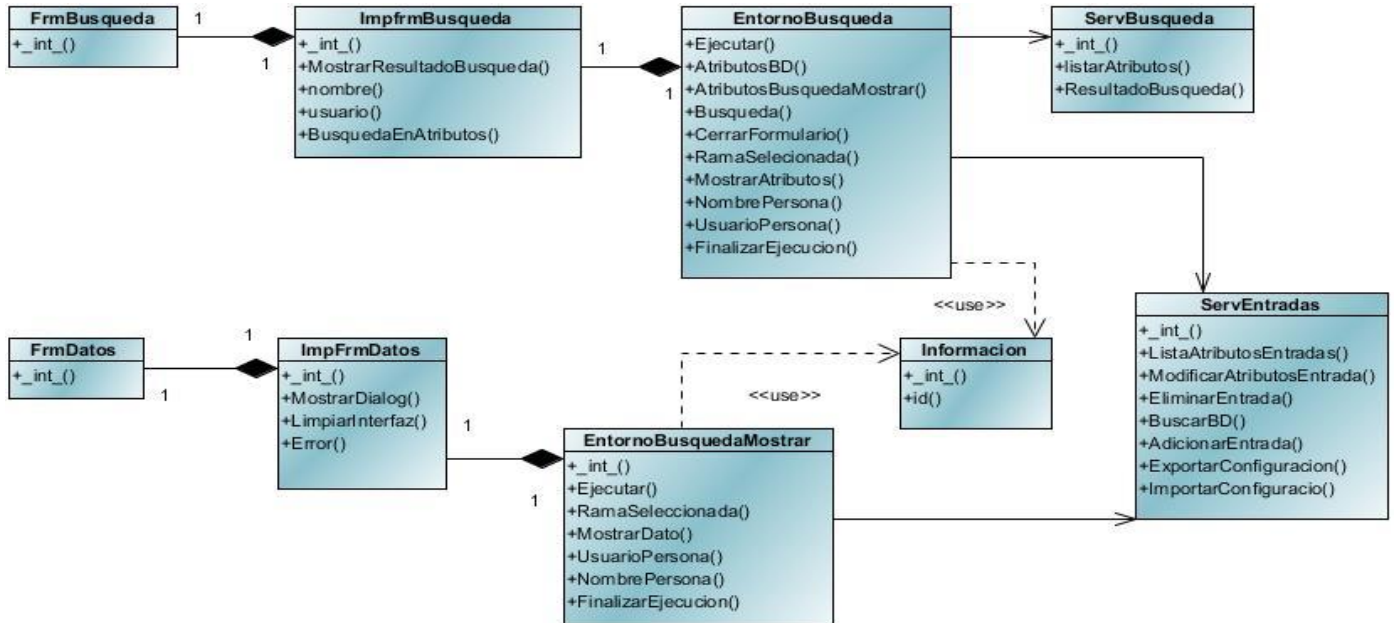 FrmBusqueda
+_int_()
1
1
ImpfrmBusqueda
+_int_()
+MostrarResultadoBusqueda()
+nombre()
+usuario()
+BusquedaEnAtributos()
1
1
EntornoBusqueda
+Ejecutar()
+AtributosBD()
+AtributosBusquedaMostrar()
+Busqueda()
+CerrarFormulario()
+RamaSelecionada()
+MostrarAtributos()
+NombrePersona()
+UsuarioPersona()
+FinalizarEjecucion()
ServBusqueda
+_int_()
+listarAtributos()
+ResultadoBusqueda()
<<use>>
ServEntradas
+_int_()
+ListaAtributosEntradas()
+ModificarAtributosEntrada()
+EliminarEntrada()
+BuscarBD()
+AdicionarEntrada()
+ExportarConfiguracion()
+ImportarConfiguracio()
FrmDatos
+_int_()
1
1
ImpFrmDatos
+_int_()
+MostrarDialog()
+LimpiarInterfaz()
+Error()
1
1
Informacion
+_int_()
+id()
<<use>>
EntornoBusquedaMostrar
+_int_()
+Ejecutar()
+RamaSeleccionada()
+MostrarDato()
+UsuarioPersona()
+NombrePersona()
+FinalizarEjecucion()